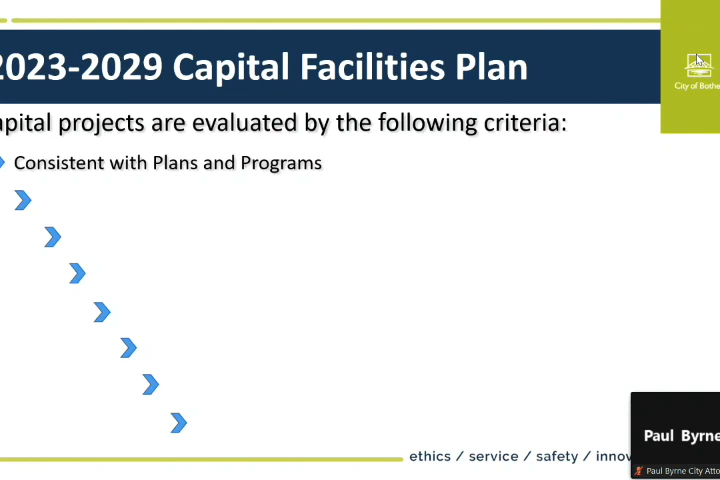 2023-2029 Capital Facilities Plan
City of Bothe
apital projects are evaluated by the following criteria:
Consistent with Plans and Programs
ethics / service / safety / innov
Paul Byrne
Paul Byrne City Atto